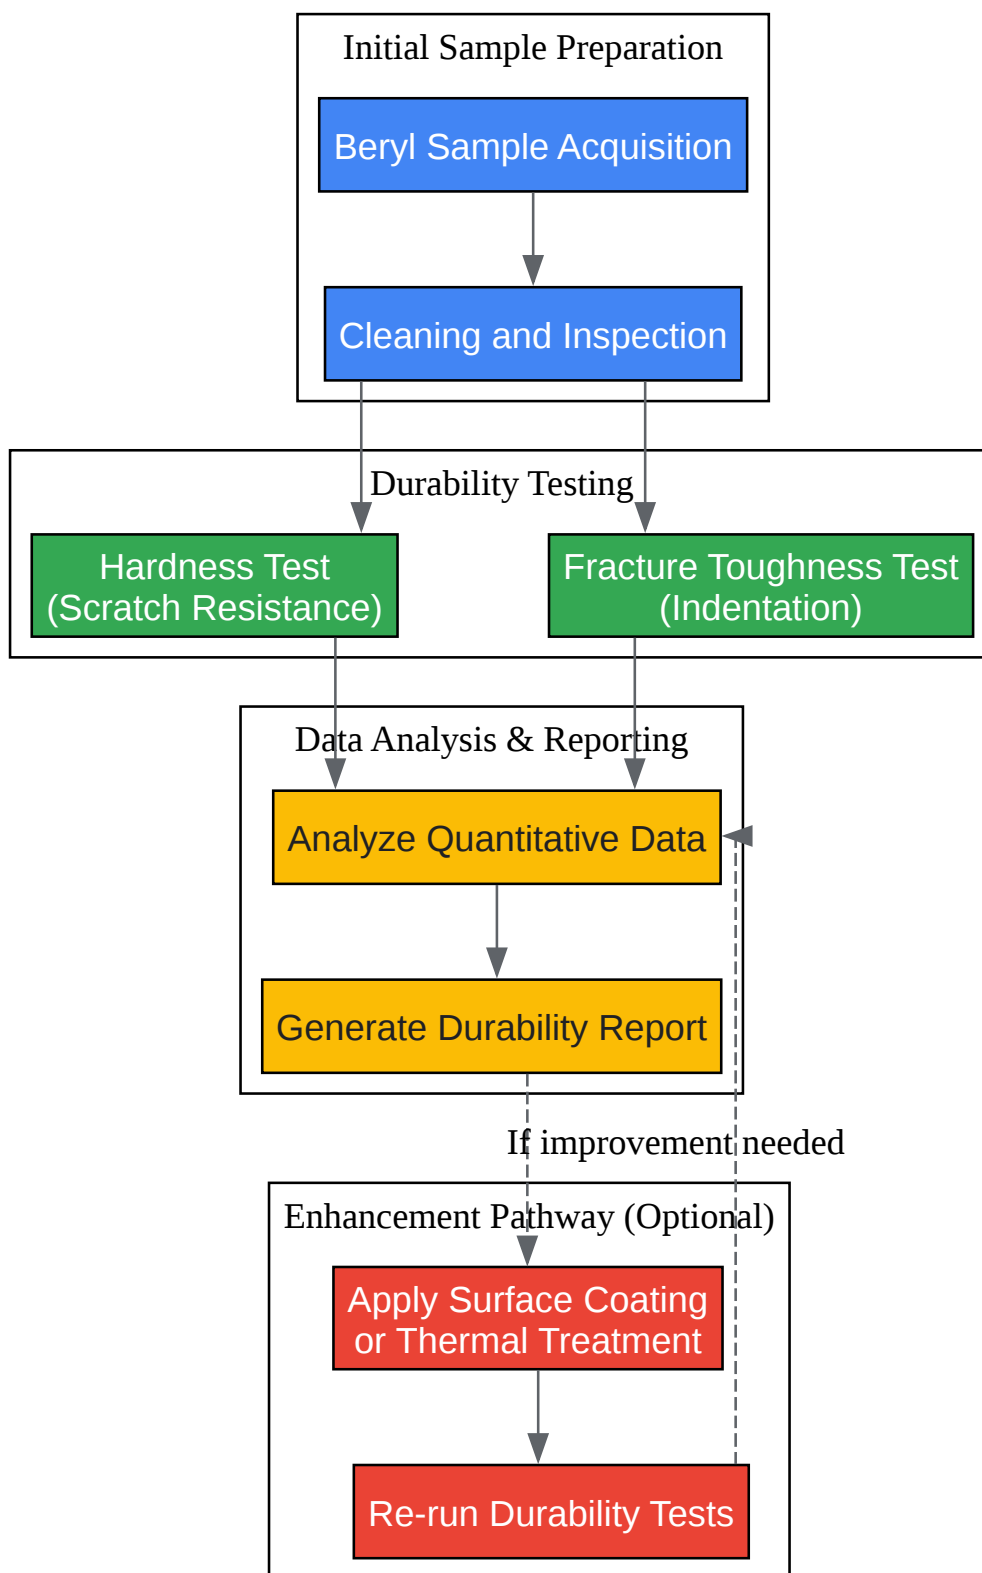 Initial Sample Preparation
Beryl Sample Acquisition
Cleaning and Inspection
Durability Testing
Hardness Test
(Scratch Resistance)
Fracture Toughness Test
(Indentation)
Data Analysis & Reporting
Analyze Quantitative Data
Generate Durability Report
If improvement needed
Enhancement Pathway (Optional)
Apply Surface Coating
or Thermal Treatment
Re-run Durability Tests